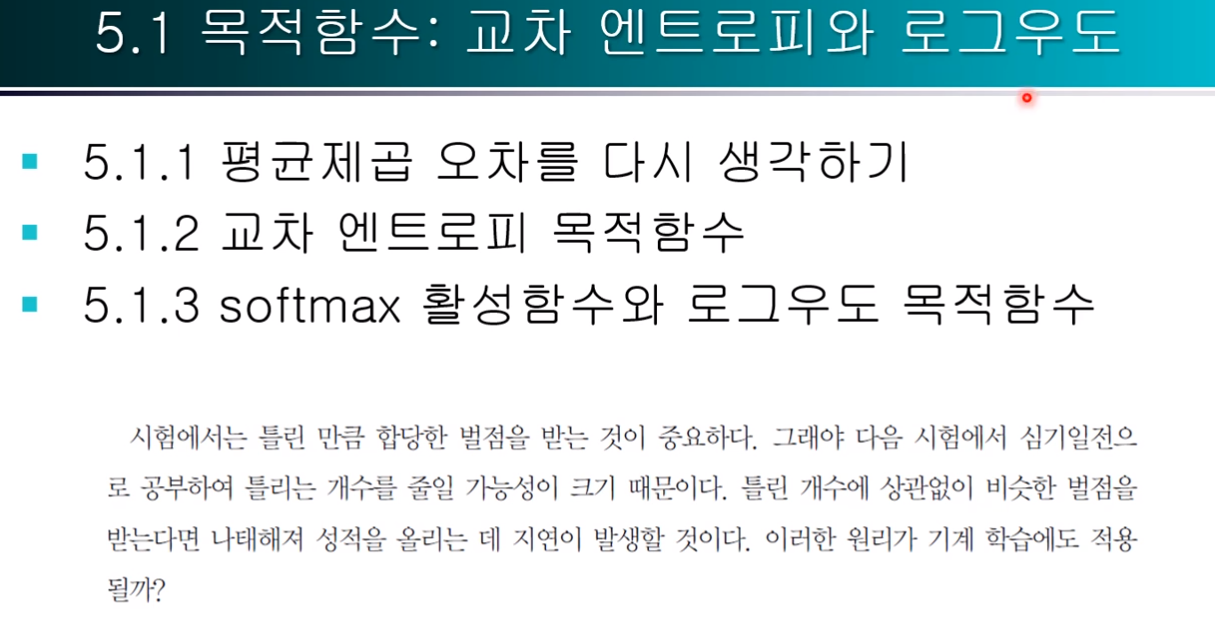 5.1 목적함수: 교차 엔트로피와 로그우도
5.1.1 평균제곱 오차를 다시 생각하기
5.1.2 교차 엔트로피 목적함수
5.1.3 softmax 활성함수와 로그우도 목적함수
시험에서는 틀린 만큼 합당한 벌점을 받는 것이 중요하다. 그래야 다음 시험에서 심기일전으
로 공부하여 틀리는 개수를 줄일 가능성이 크기 때문이다. 틀린 개수에 상관없이 비슷한 벌점을
받는다면 나태해져 성적을 올리는 데 지연이 발생할 것이다. 이러한 원리가 기계 학습에도 적용
될까?